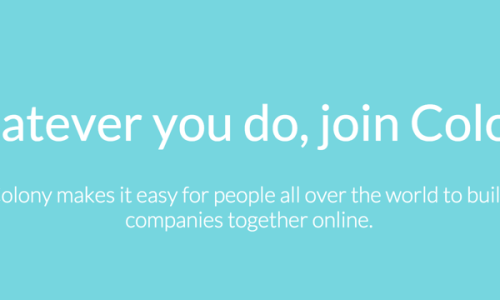 atever you do, join Colo
olony makes it easy for people all over the world to buil
companies together online.